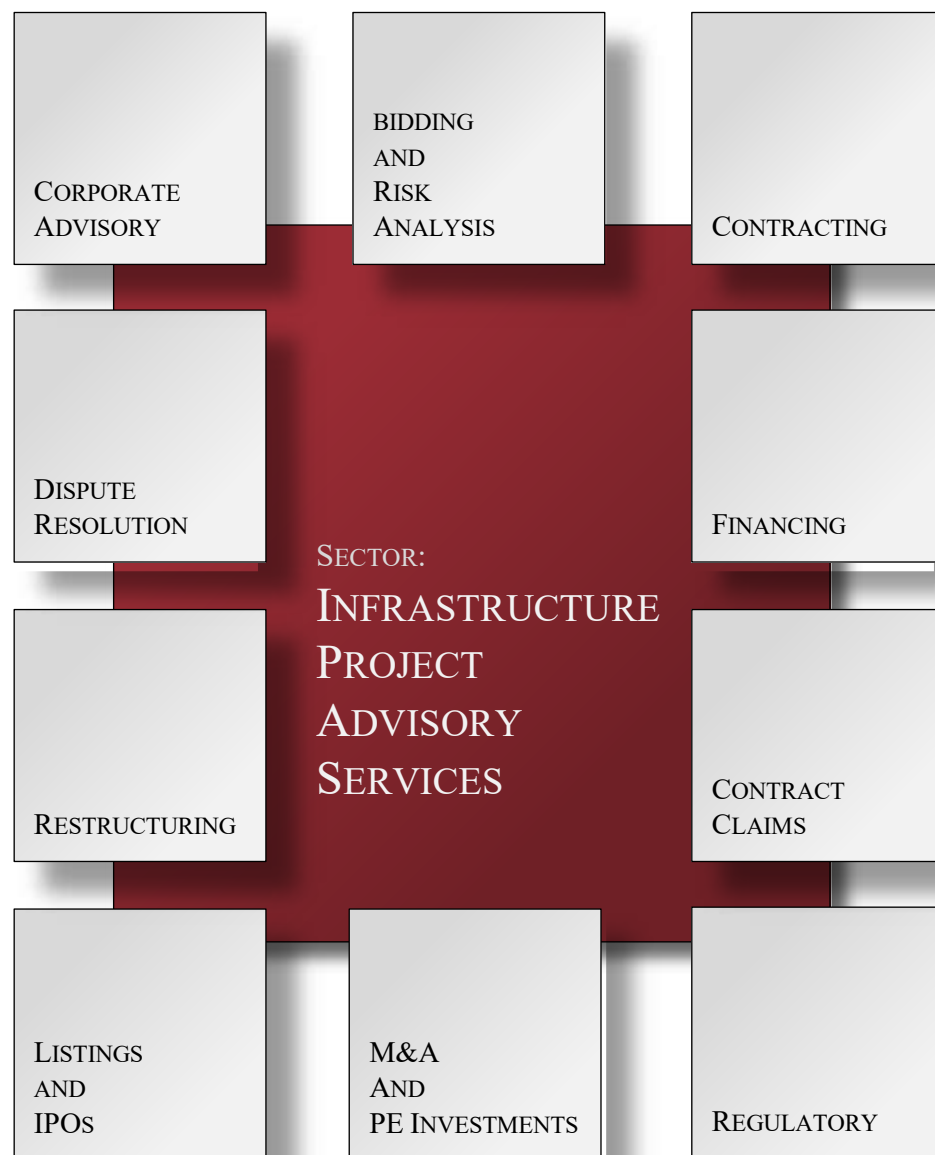 CORPORATE
ADVISORY
BIDDING
AND
RISK
ANALYSIS
CONTRACTING
DISPUTE
RESOLUTION
SECTOR:
INFRASTRUCTURE
PROJECT
ADVISORY
SERVICES
FINANCING
RESTRUCTURING
CONTRACT
CLAIMS
LISTINGS
AND
IPOS
M&A
AND
PE INVESTMENTS
REGULATORY